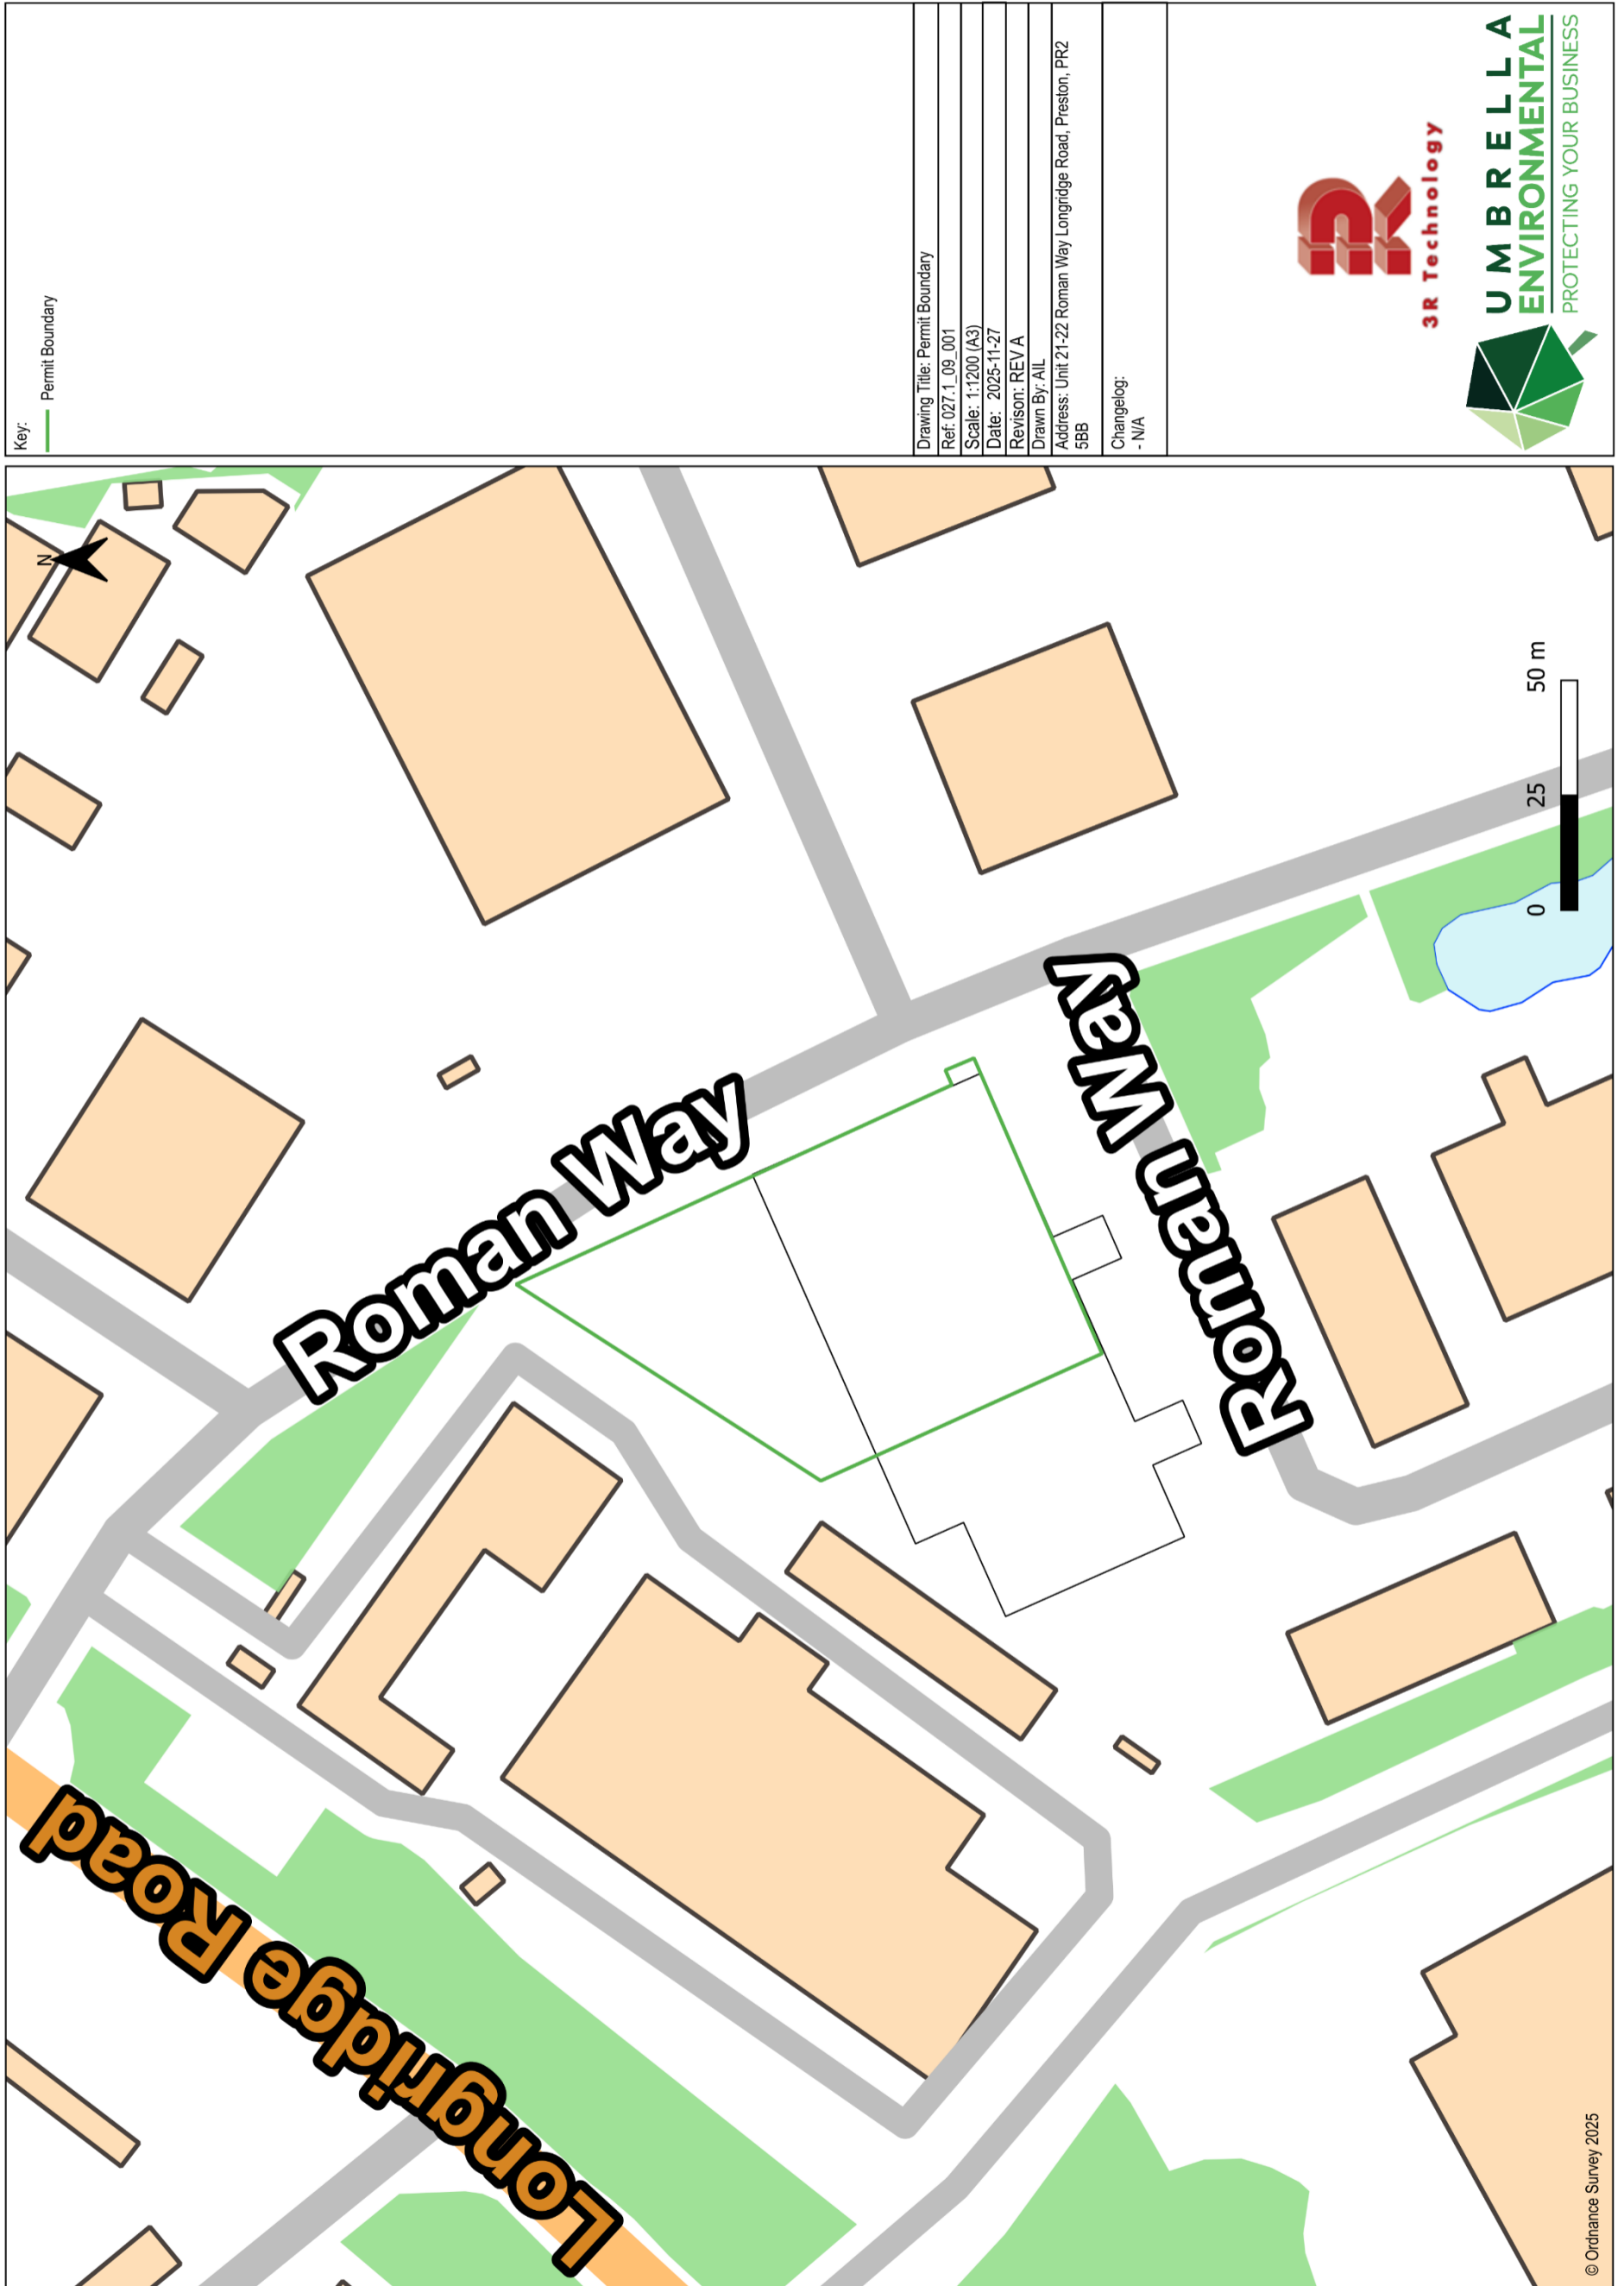 Key:
Permit Boundary
Drawing Title: Permit Boundary
Ref: 027.1_09_001
Scale: 1:1200 (A3)
Date: 2025-11-27
Revison: REV A
Drawn By: AIL
Address: Unit 21-22 Roman Way Longridge Road, Preston, PR2
5BB
Changelog:
- N/A
3R
3R Technology
UMBRELLA
ENVIRONMENTAL
PROTECTING YOUR BUSINESS
N
Longridge Road
Roman Way
Roman Way
0 25 50 m
© Ordnance Survey 2025